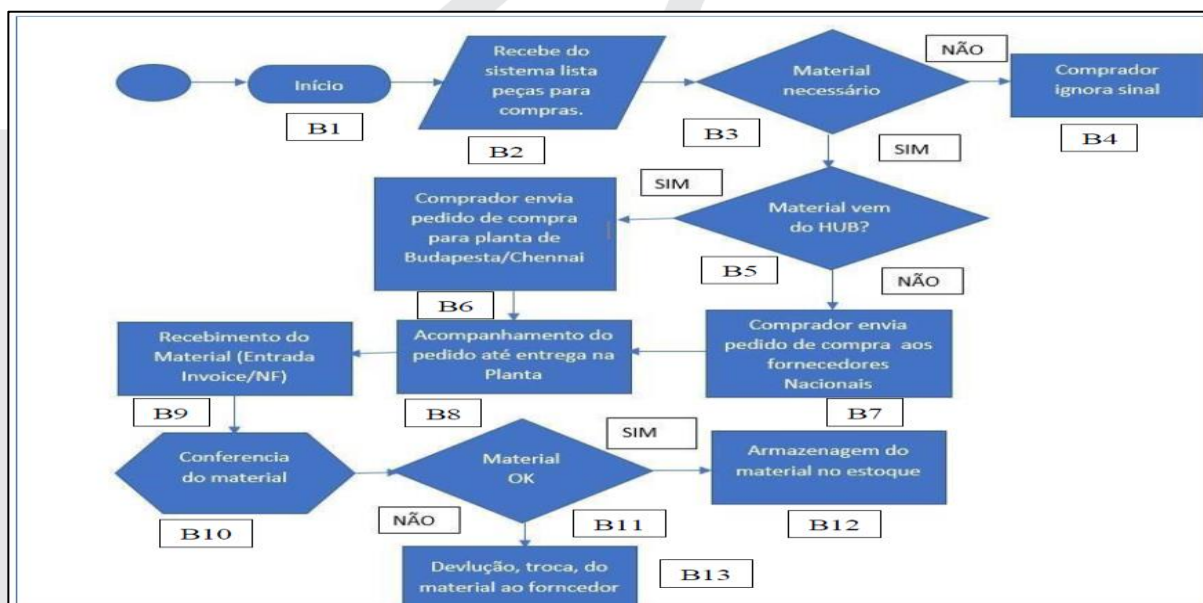 Início
B1
Recebe do
sistema lista
peças para
compras.
B2
Material
necessário
B3
NÃO
Comprador
ignora sinal
B4
SIM
Material vem
do HUB?
B5
SIM
Comprador envia
pedido de compra
para planta de
Budapesta/Chennai
B6
NÃO
Comprador envia
pedido de compra aos
fornecedores
Nacionais
B7
Acompanhamento do
pedido até entrega na
Planta
B8
Recebimento do
Material (Entrada
Invoice/NF)
B9
Conferencia
do material
B10
Material
OK
B11
SIM
Armazenagem do
material no estoque
B12
NÃO
Devlução, troca, do
material ao forncedor
B13